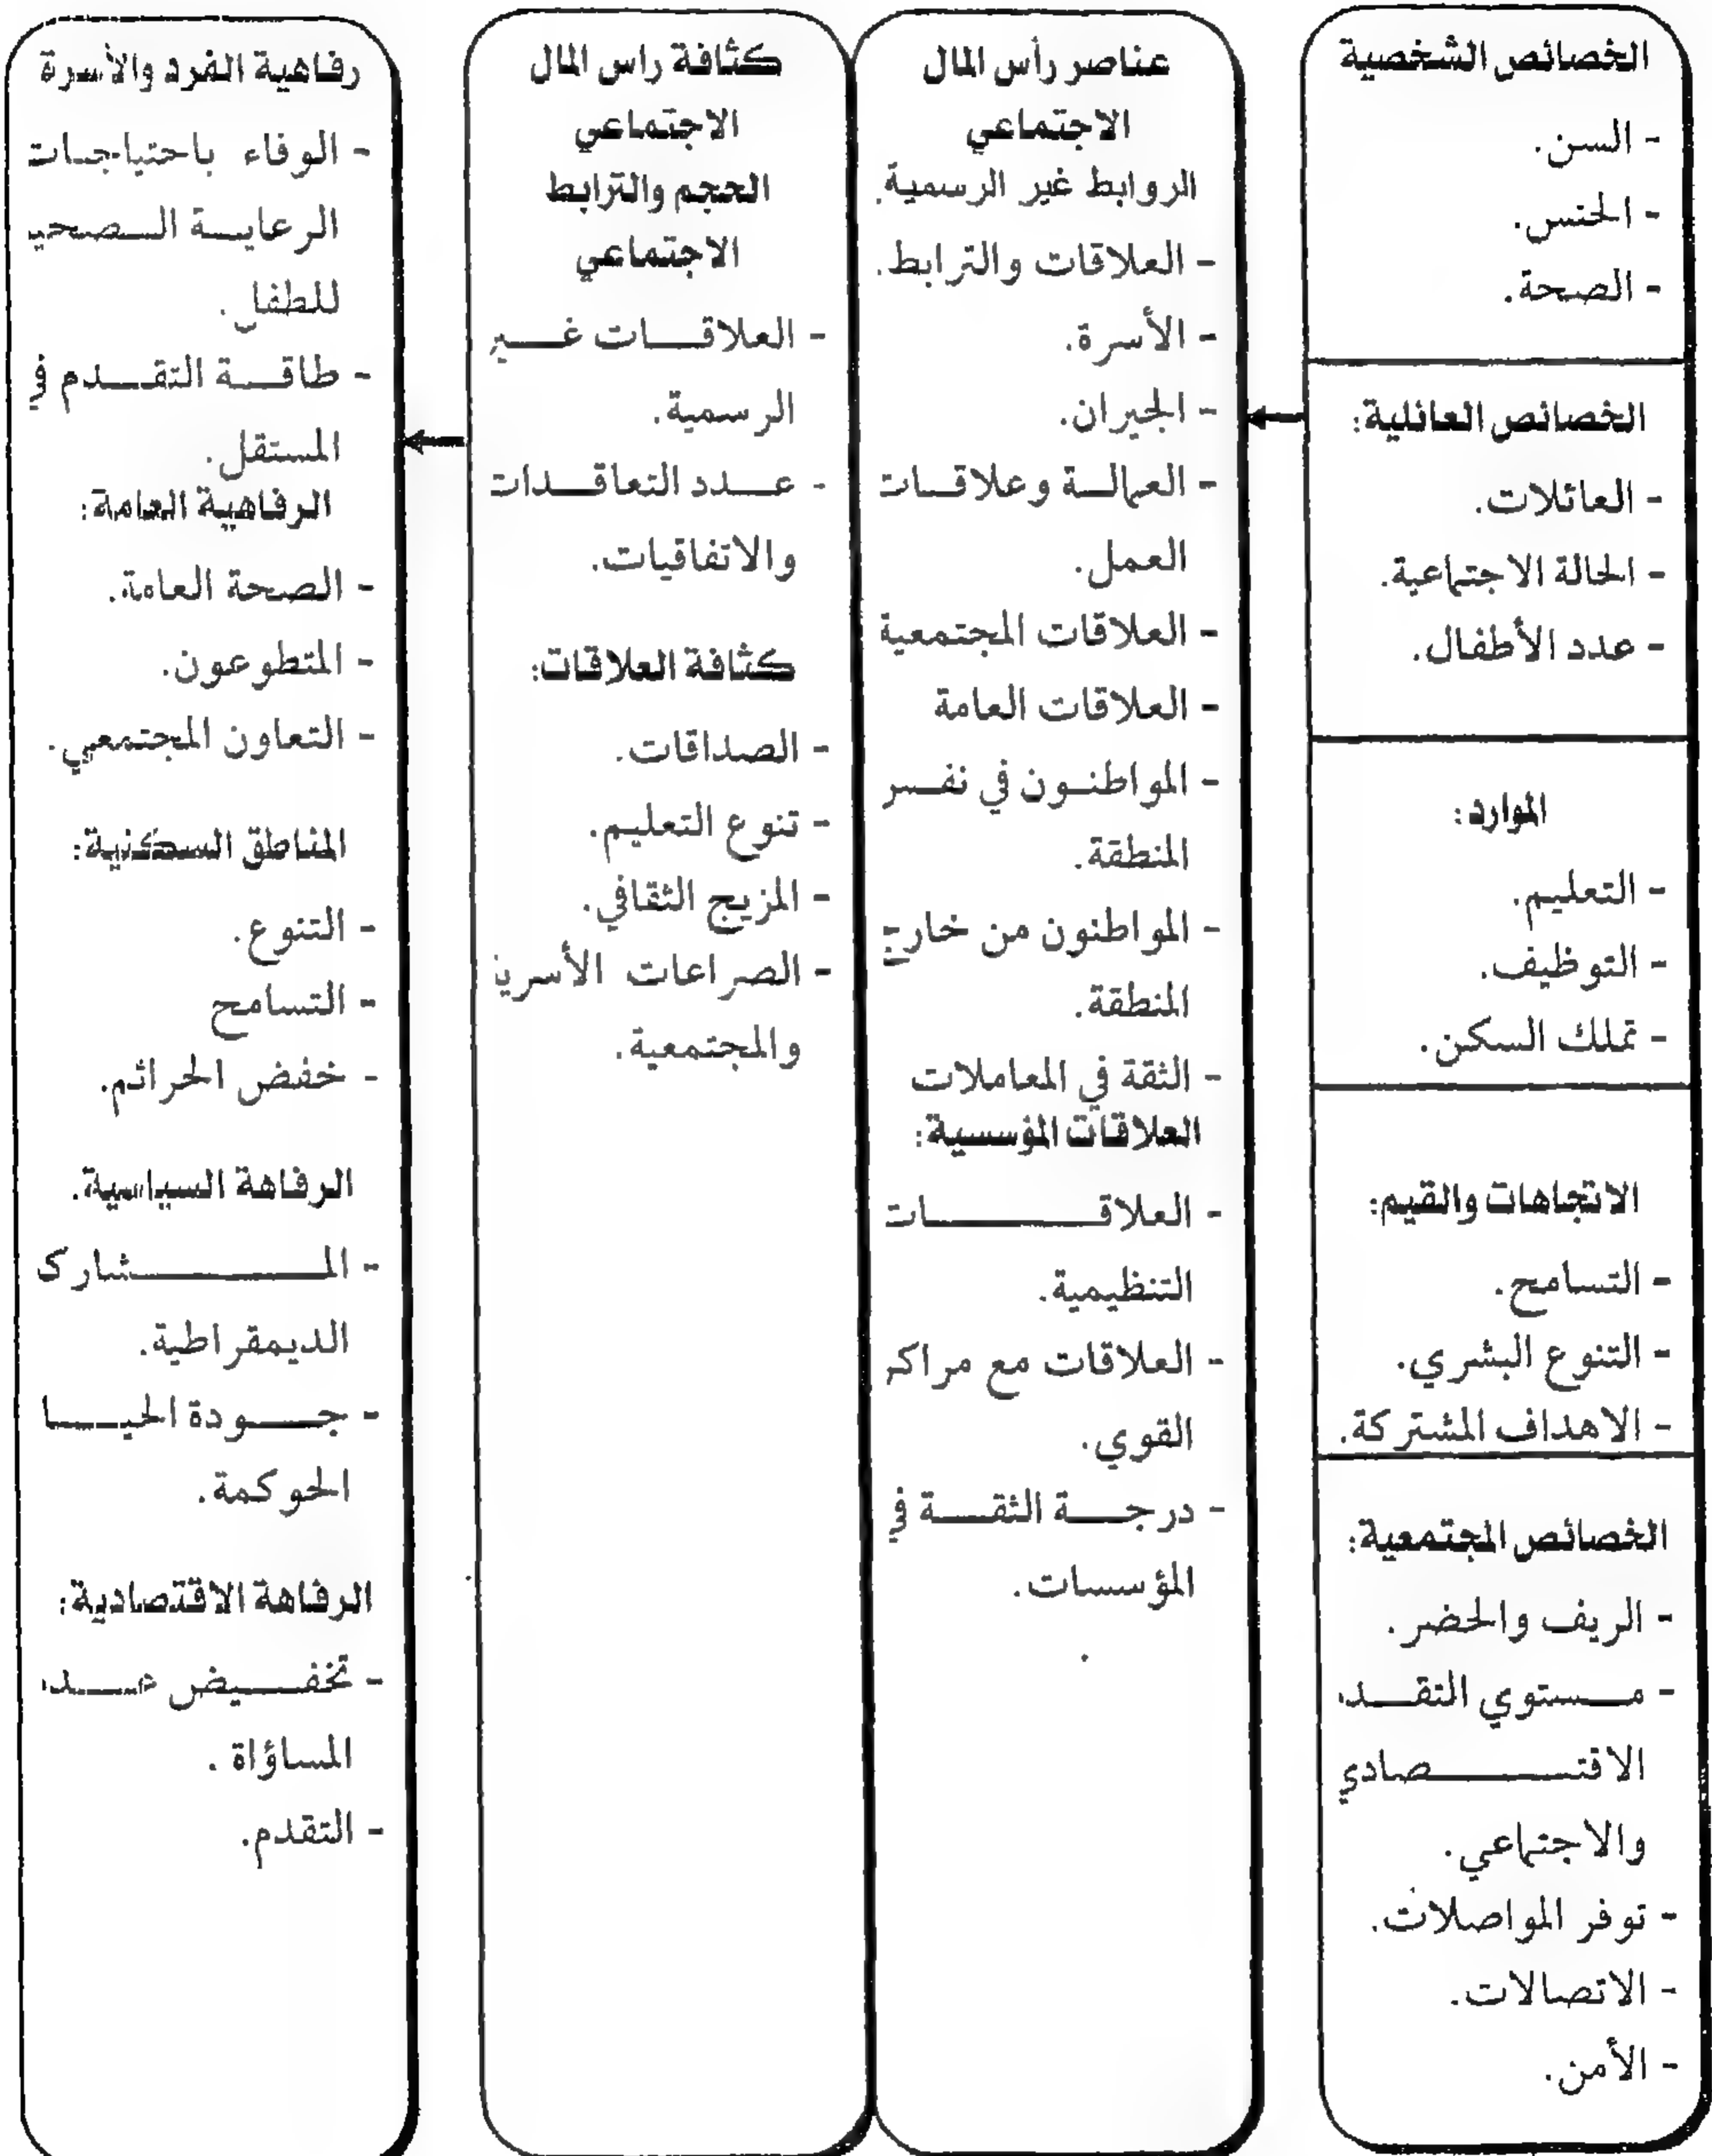 الخصائص الشخصية
- السن.
- الحنس.
- الصحة.
الخصائص العائلية:
- العائلات.
- الحالة الاجتماعية.
- عدد الأطفال.
الموارد:
- التعليم.
- التوظيف.
- تملك السكن.
الاتجاهات والقيم:
- التسامح.
- التنوع البشري.
- الاهداف المشتركة.
الخصائص المجتمعية:
- الريف والحضر.
- مستوي التقد
الاقتصادي
والاجتماعي.
- توفر المواصلات.
- الاتصالات.
- الأمن.
عناصر رأس المال
الاجتماعي
الروابط غير الرسمية.
- العلاقات والترابط.
- الأسرة.
- الجيران.
- العمالة وعلاقات
العمل.
- العلاقات المجتمعية
- العلاقات العامة
- المواطنون في نفس
المنطقة.
- المواطنون من خارج
المنطقة.
- الثقة في المعاملات
العلاقات المؤسسية:
- العلاقات
التنظيمية.
- العلاقات مع مراكز
القوي.
- درجة الثقة في
المؤسسات.
كثافة راس المال
الاجتماعي
الحجم والترابط
الاجتماعي
- العلاقات غير
الرسمية.
- عدد التعاقدات
والاتفاقيات.
كثافة العلاقات:
- الصداقات.
- تنوع التعليم.
- المزيج الثقافي.
- الصراعات الأسرية
والمجتمعية.
رفاهية الفرد والأسرة
- الوفاء باحتياجات
الرعاية الصحية
للطفل.
- طاقة التقدم في
المستقل.
الرفاهية العامة:
- الصحة العامة.
- المتطوعون.
- التعاون المجتمعي.
المناطق السكنية:
- التنوع.
- التسامح
- خفض الحرائم.
الرفاهة السياسية.
- المشارك
الديمقراطية.
- جودة الحيا
الحوكمة.
الرفاهة الاقتصادية:
- تخفيض عد
المساؤاة .
- التقدم.